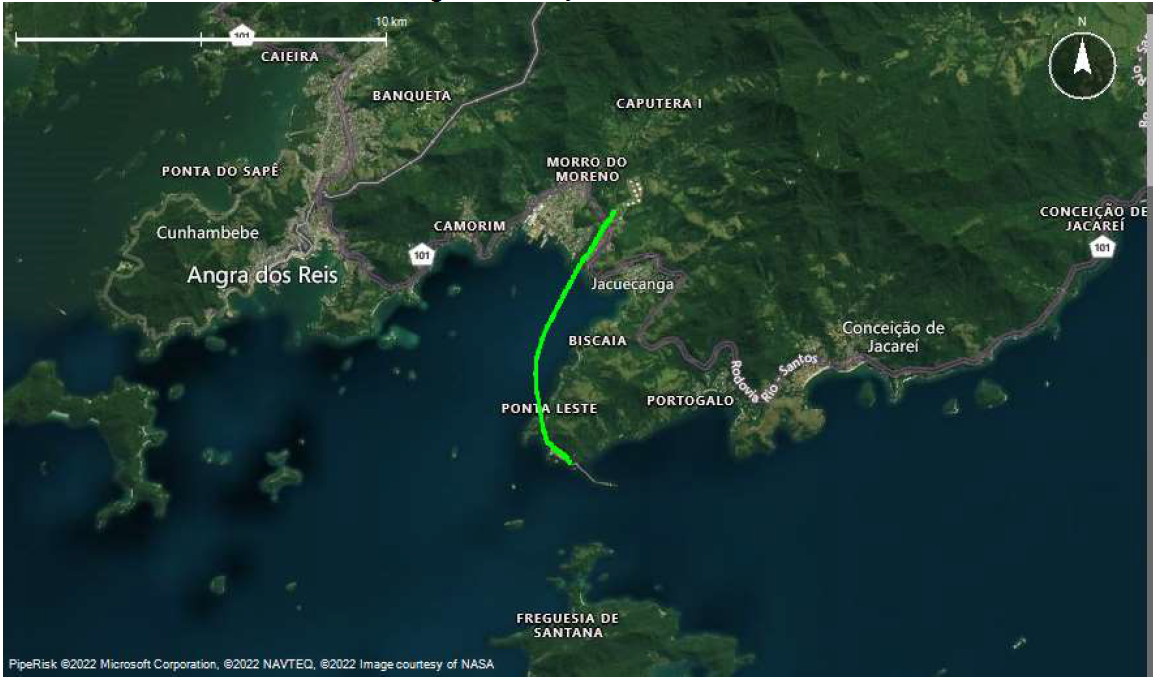 10 km
N
101
CAIEIRA
BANQUETA
CAPUTERA I
PONTA DO SAPÊ
MORRO DO
MORENO
CONCEIÇÃO DE
JACAREÍ
101
Cunhambebe
CAMORIM
101
Angra dos Reis
Jacuecanga
BISCAIA
Conceição de
Jacareí
Rodovia Rio - Santos
PONTA LESTE
PORTOGALO
FREGUESIA DE
SANTANA
PipeRisk ©2022 Microsoft Corporation, ©2022 NAVTEQ, ©2022 Image courtesy of NASA